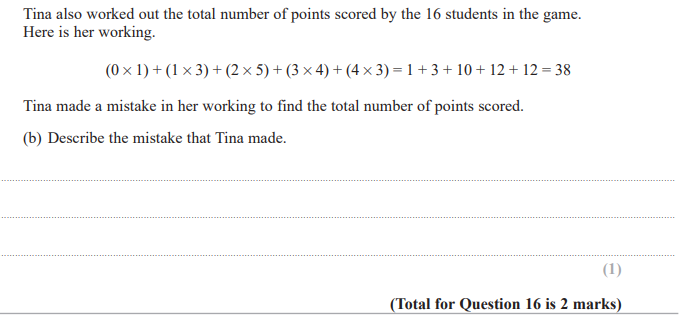 Tina also worked out the total number of points scored by the 16 students in the game.
Here is her working.
(0 × 1) + (1 × 3) + (2 × 5) + (3 × 4) + (4 × 3) = 1 + 3 + 10 + 12 + 12 = 38
Tina made a mistake in her working to find the total number of points scored.
(b) Describe the mistake that Tina made.
(1)
(Total for Question 16 is 2 marks)